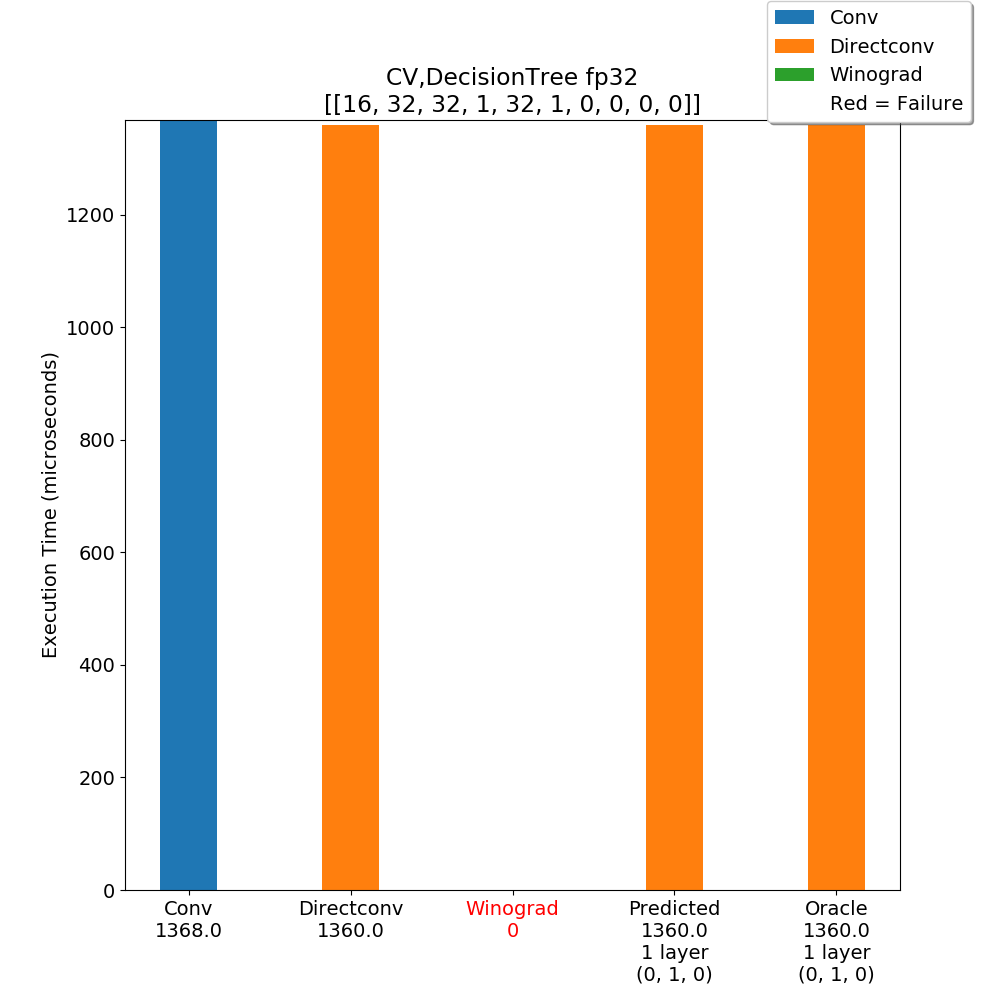 Conv
Directconv
Winograd
Red = Failure
CV,DecisionTree fp32
[[16, 32, 32, 1, 32, 1, 0, 0, 0, 0]]
Execution Time (microseconds)
1200
1000
800
600
400
200
0
Conv
1368.0
Directconv
1360.0
Winograd
0
Predicted
1360.0
1 layer
(0, 1, 0)
Oracle
1360.0
1 layer
(0, 1, 0)